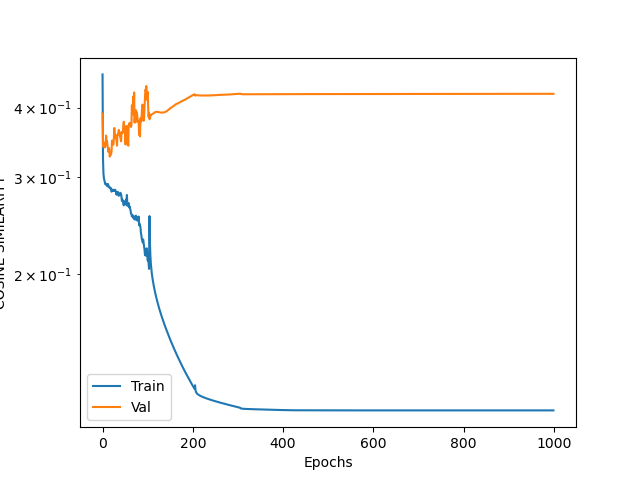 4 × 10⁻¹
3 × 10⁻¹
2 × 10⁻¹
COSINE SIMILARITY
Train
Val
0 200 400 600 800 1000
Epochs